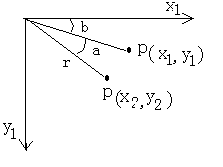 x₁
b
a
p(x₁, y₁)
r
p(x₂, y₂)
y₁